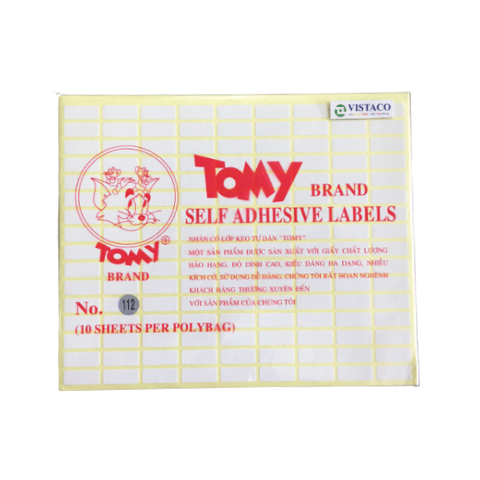 VISTACO
TOMY BRAND
SELF ADHESIVE LABELS
NHÃN CÓ LỚP KEO TỰ DÁN "TOMY"
MỘT SẢN PHẨM ĐƯỢC SẢN XUẤT VỚI GIẤY CHẤT LƯỢNG
HẢO HẠNG, ĐỘ DÍNH CAO, KIỂU DÁNG ĐA DẠNG, NHIỀU
KÍCH CỠ, SỬ DỤNG DỄ DÀNG. CHÚNG TÔI RẤT HOAN NGHÊNH
KHÁCH HÀNG THƯỜNG XUYÊN ĐẾN
VỚI SẢN PHẨM CỦA CHÚNG TÔI
TOMY®
BRAND
No. 112
(10 SHEETS PER POLYBAG)